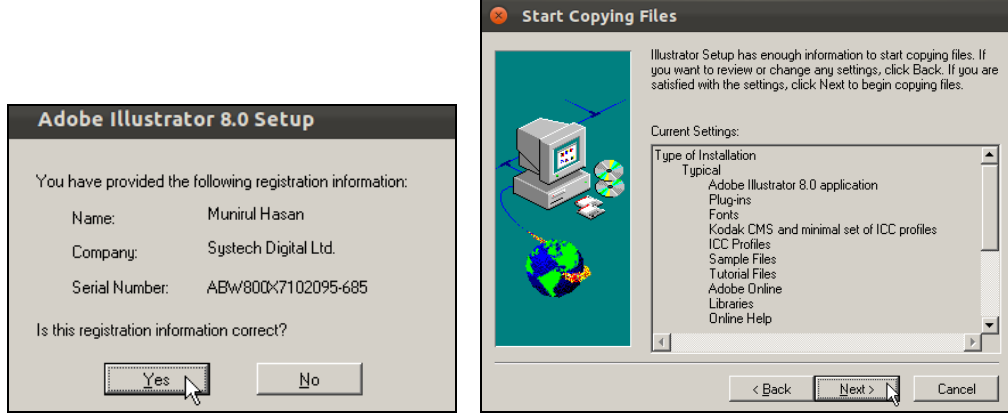 Adobe Illustrator 8.0 Setup
You have provided the following registration information:
Name: Munirul Hasan
Company: Systech Digital Ltd.
Serial Number: ABW800X7102095-685
Is this registration information correct?
Yes No
Start Copying Files
Illustrator Setup has enough information to start copying files. If
you want to review or change any settings, click Back. If you are
satisfied with the settings, click Next to begin copying files.
Current Settings:
Type of Installation
Typical
Adobe Illustrator 8.0 application
Plug-ins
Fonts
Kodak CMS and minimal set of ICC profiles
ICC Profiles
Sample Files
Tutorial Files
Adobe Online
Libraries
Online Help
< Back Next > Cancel